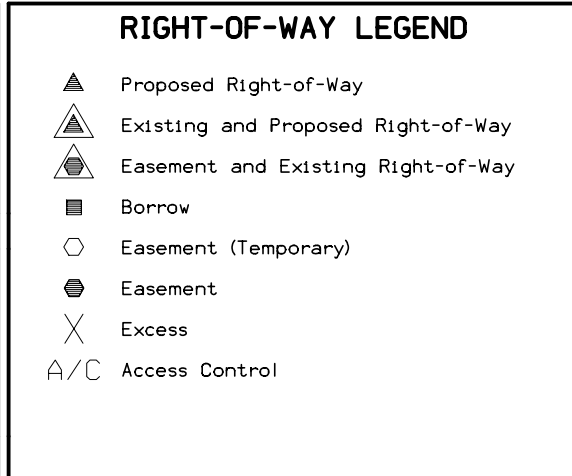 RIGHT-OF-WAY LEGEND
Proposed Right-of-Way
Existing and Proposed Right-of-Way
Easement and Existing Right-of-Way
Borrow
Easement (Temporary)
Easement
X Excess
A/C Access Control